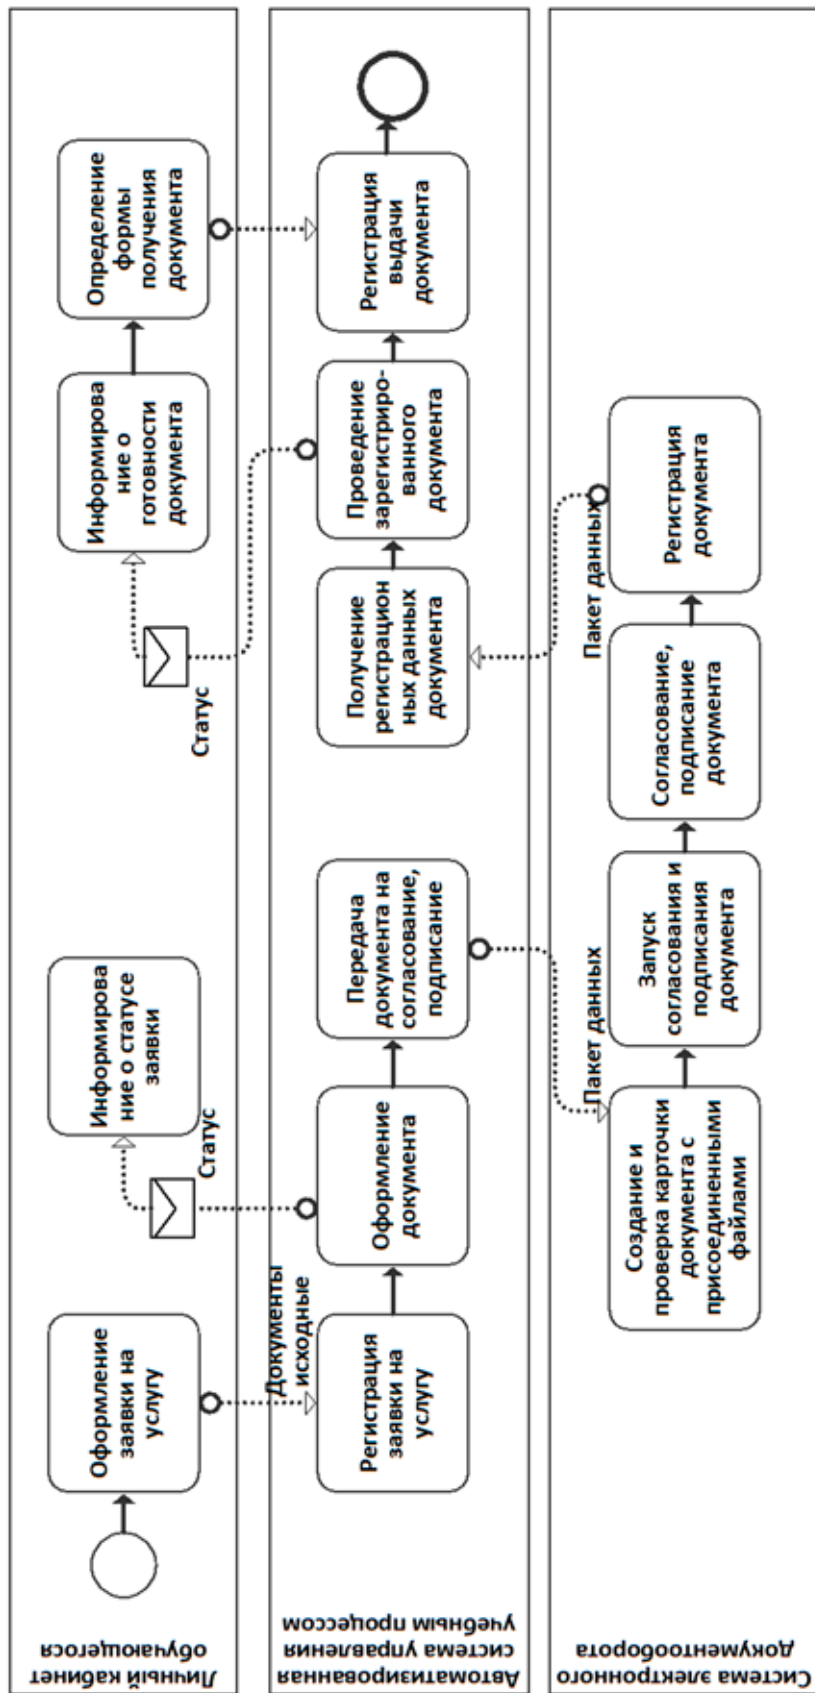 Личный кабинет
обучающегося
Оформление
заявки на
услугу
Информирова
ние о статусе
заявки
Статус
Информирова
ние о
готовности
документа
Статус
Определение
формы
получения
документа
Автоматизированная
система управления
учебным процессом
Документы
исходные
Регистрация
заявки на
услугу
Оформление
документа
Передача
документа на
согласование,
подписание
Получение
регистрацион
ных данных
документа
Проведение
зарегистриро-
ванного
документа
Регистрация
выдачи
документа
Система электронного
документооборота
Пакет данных
Создание и
проверка карточки
документа с
присоединенными
файлами
Запуск
согласования и
подписания
документа
Согласование,
подписание
документа
Пакет данных
Регистрация
документа